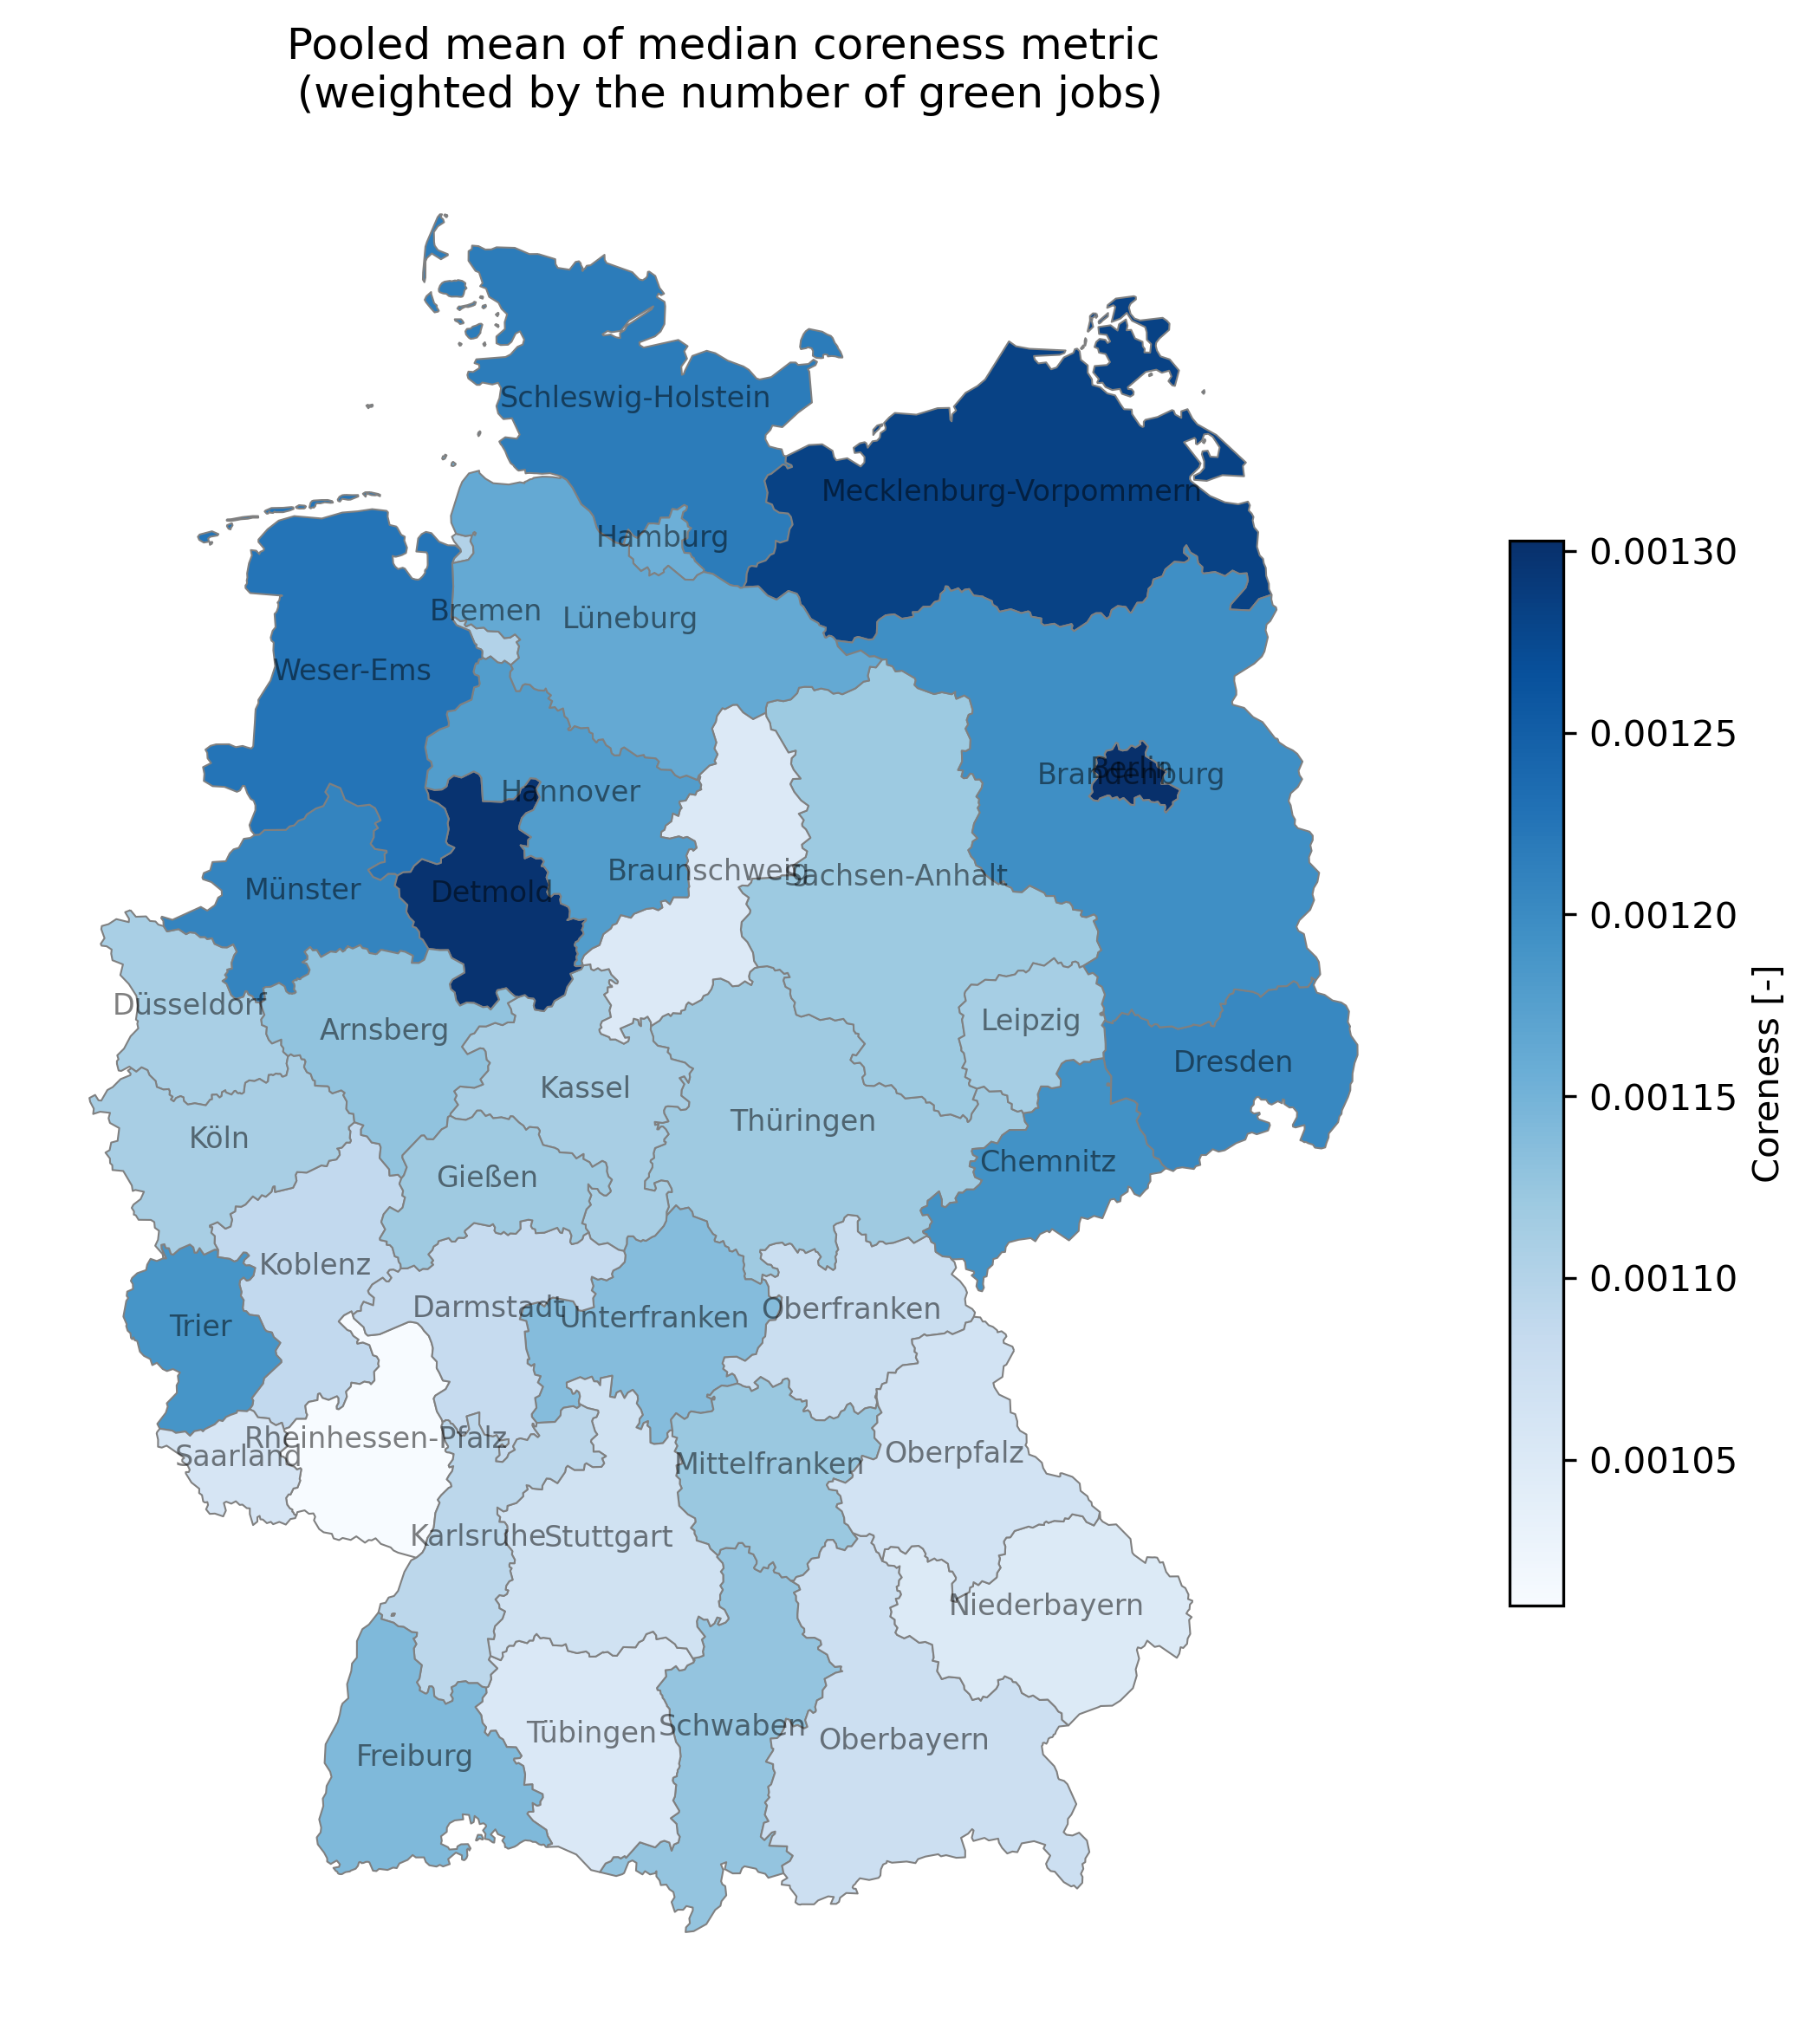 Pooled mean of median coreness metric
(weighted by the number of green jobs)
Schleswig-Holstein
Mecklenburg-Vorpommern
Hamburg
Bremen
Lüneburg
Weser-Ems
Berlin
Brandenburg
Hannover
Braunschweig
Sachsen-Anhalt
Münster
Detmold
Düsseldorf
Arnsberg
Leipzig
Dresden
Kassel
Köln
Thüringen
Gießen
Chemnitz
Koblenz
Darmstadt
Unterfranken
Oberfranken
Trier
Rheinhessen-Pfalz
Saarland
Mittelfranken
Oberpfalz
Karlsruhe
Stuttgart
Niederbayern
Tübingen
Schwaben
Oberbayern
Freiburg
0.00130
0.00125
0.00120
0.00115
0.00110
0.00105
Coreness [-]